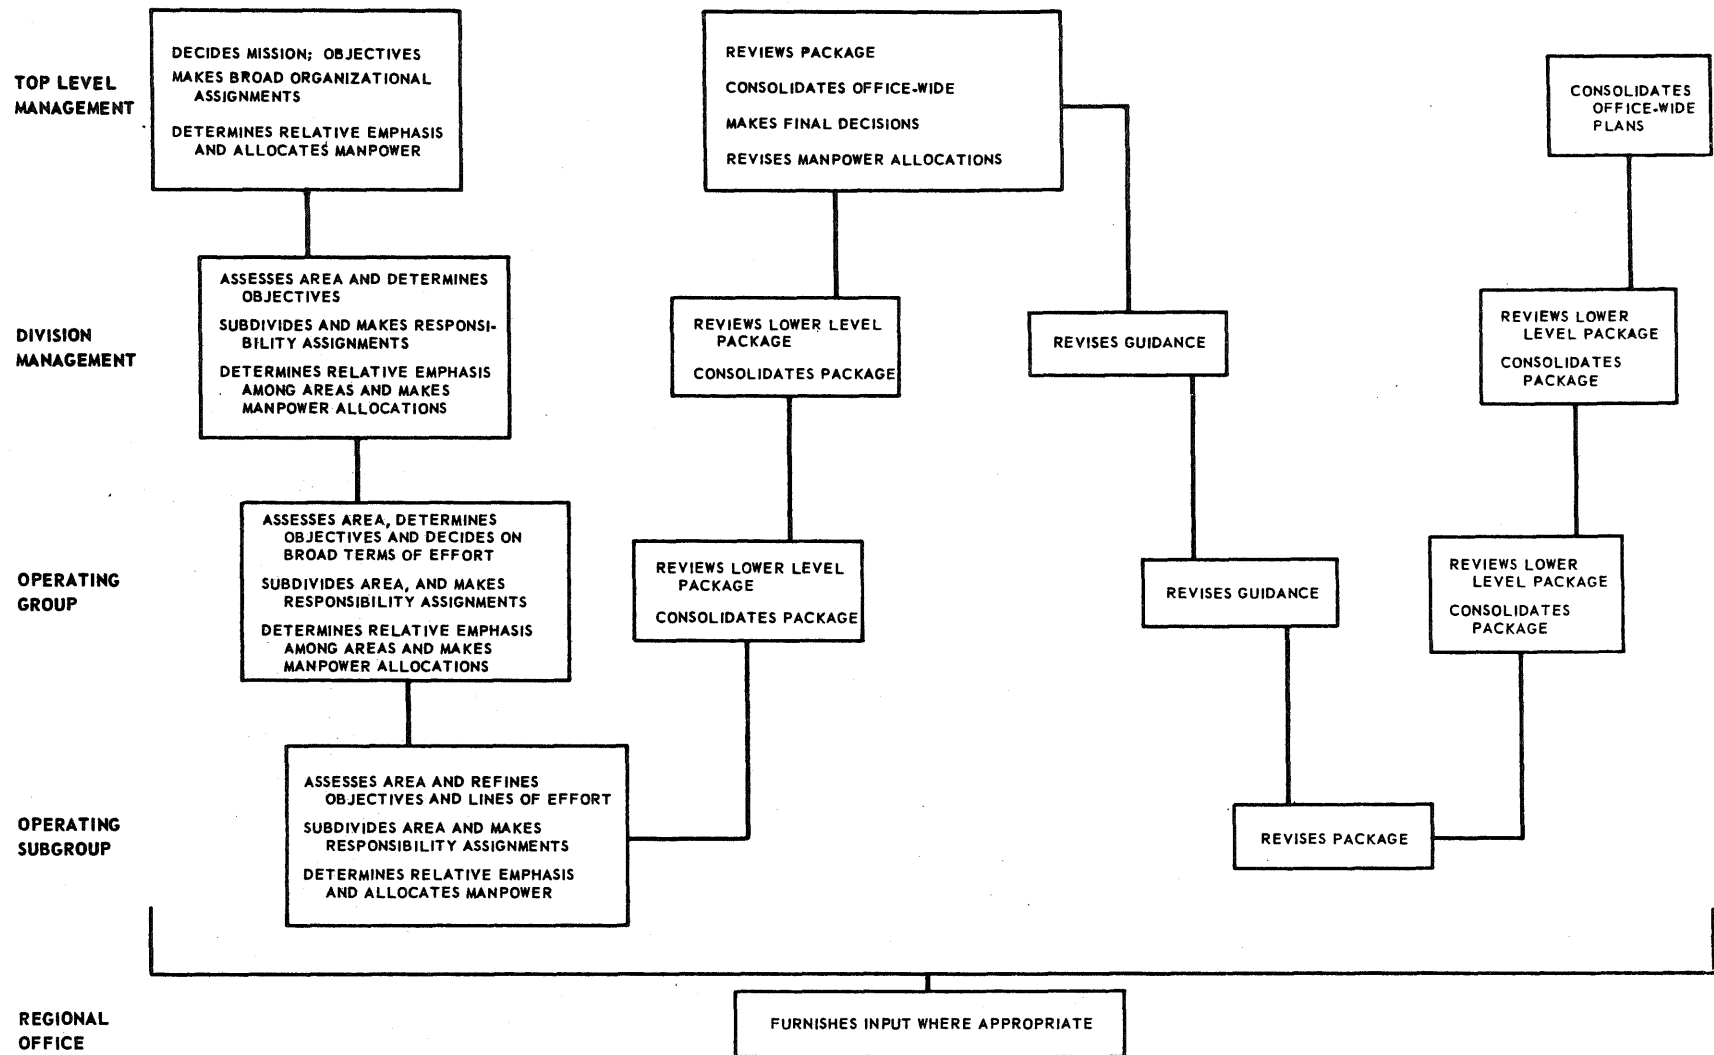 TOP LEVEL
MANAGEMENT
DECIDES MISSION; OBJECTIVES
MAKES BROAD ORGANIZATIONAL
ASSIGNMENTS
DETERMINES RELATIVE EMPHASIS
AND ALLOCATES MANPOWER
REVIEWS PACKAGE
CONSOLIDATES OFFICE-WIDE
MAKES FINAL DECISIONS
REVISES MANPOWER ALLOCATIONS
CONSOLIDATES
OFFICE-WIDE
PLANS
DIVISION
MANAGEMENT
ASSESSES AREA AND DETERMINES
OBJECTIVES
SUBDIVIDES AND MAKES RESPONSI-
BILITY ASSIGNMENTS
DETERMINES RELATIVE EMPHASIS
AMONG AREAS AND MAKES
MANPOWER ALLOCATIONS
REVIEWS LOWER LEVEL
PACKAGE
CONSOLIDATES PACKAGE
REVISES GUIDANCE
REVIEWS LOWER
LEVEL PACKAGE
CONSOLIDATES
PACKAGE
OPERATING
GROUP
ASSESSES AREA, DETERMINES
OBJECTIVES AND DECIDES ON
BROAD TERMS OF EFFORT
SUBDIVIDES AREA, AND MAKES
RESPONSIBILITY ASSIGNMENTS
DETERMINES RELATIVE EMPHASIS
AMONG AREAS AND MAKES
MANPOWER ALLOCATIONS
REVIEWS LOWER LEVEL
PACKAGE
CONSOLIDATES PACKAGE
REVISES GUIDANCE
REVIEWS LOWER
LEVEL PACKAGE
CONSOLIDATES
PACKAGE
OPERATING
SUBGROUP
ASSESSES AREA AND REFINES
OBJECTIVES AND LINES OF EFFORT
SUBDIVIDES AREA AND MAKES
RESPONSIBILITY ASSIGNMENTS
DETERMINES RELATIVE EMPHASIS
AND ALLOCATES MANPOWER
REVISES PACKAGE
REGIONAL
OFFICE
FURNISHES INPUT WHERE APPROPRIATE